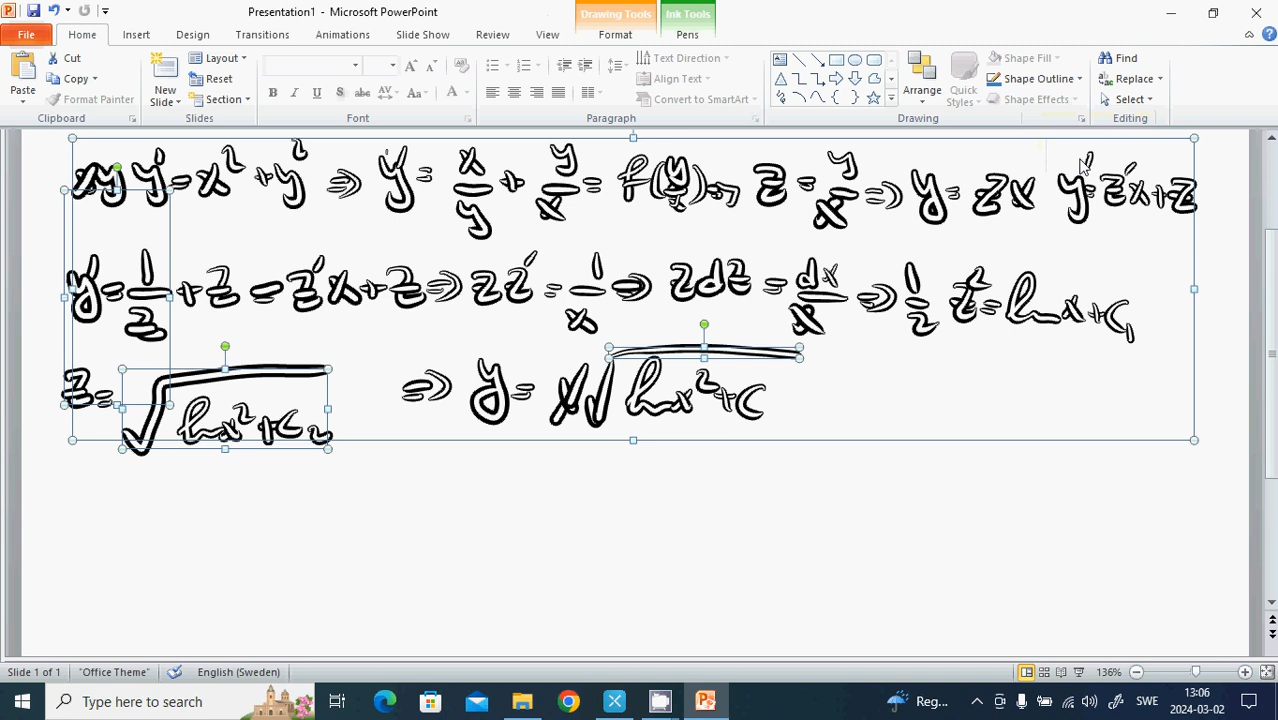 Presentation1 - Microsoft PowerPoint
Drawing Tools Ink Tools
File Home Insert Design Transitions Animations Slide Show Review View Format Pens
Cut Layout Text Direction Shape Fill Find
Copy Reset Align Text Shape Outline Replace
Paste Format Painter New Slide Section Convert to SmartArt Arrange Quick Styles Shape Effects Select
Clipboard Slides Font Paragraph Drawing Editing
xy y' = x² + y² ⇒ y' = x/y + y/x = f(y/x) → z = y/x ⇒ y = zx y' = z'x + z
y' = 1/z + z = z'x + z ⇒ zz' = 1/x ⇒ zdz = dx/x ⇒ 1/2 z² = ln x + C₁
z = √(ln x² + C₂) ⇒ y = x√(ln x² + C)
Slide 1 of 1 "Office Theme" English (Sweden) 136%
Type here to search Reg... SWE 13:06
2024-03-02